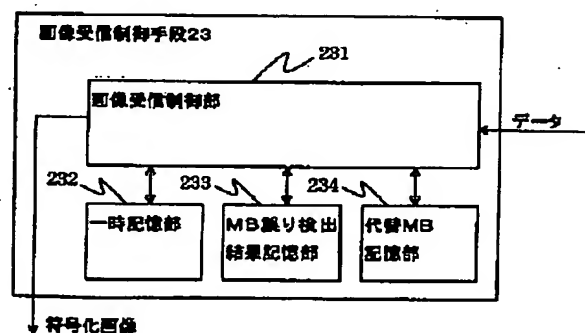 画像受信制御手段23
231
画像受信制御部
データ
232
233
234
一時記憶部
MB誤り検出
結果記憶部
代替MB
記憶部
符号化画像